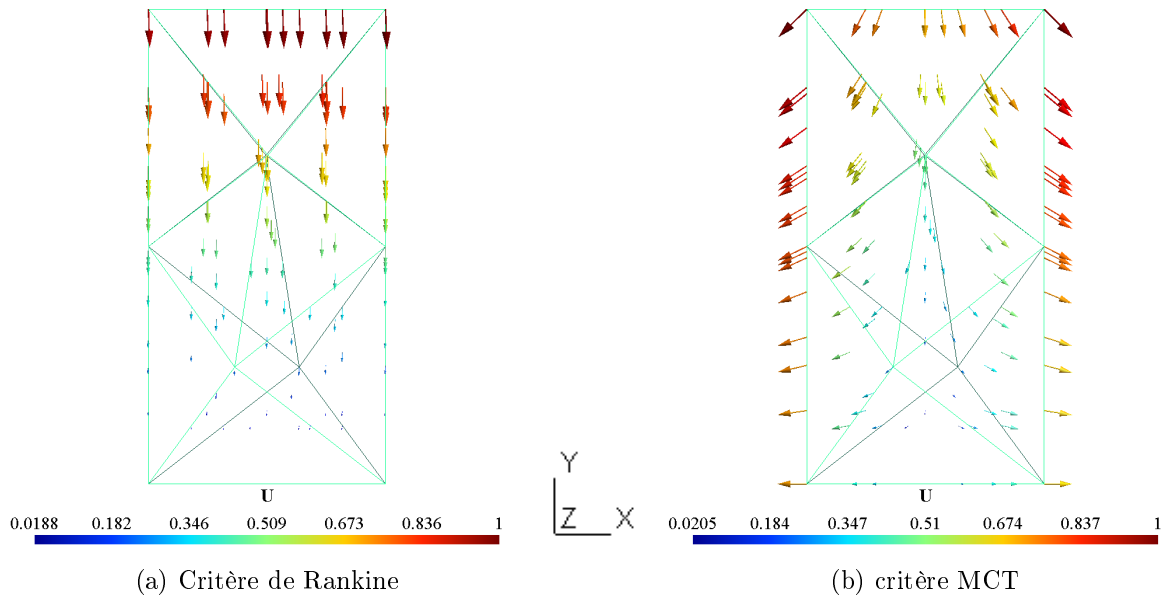 U
0.0188 0.182 0.346 0.509 0.673 0.836 1
(a) Critère de Rankine
Y
Z X
U
0.0205 0.184 0.347 0.51 0.674 0.837 1
(b) critère MCT